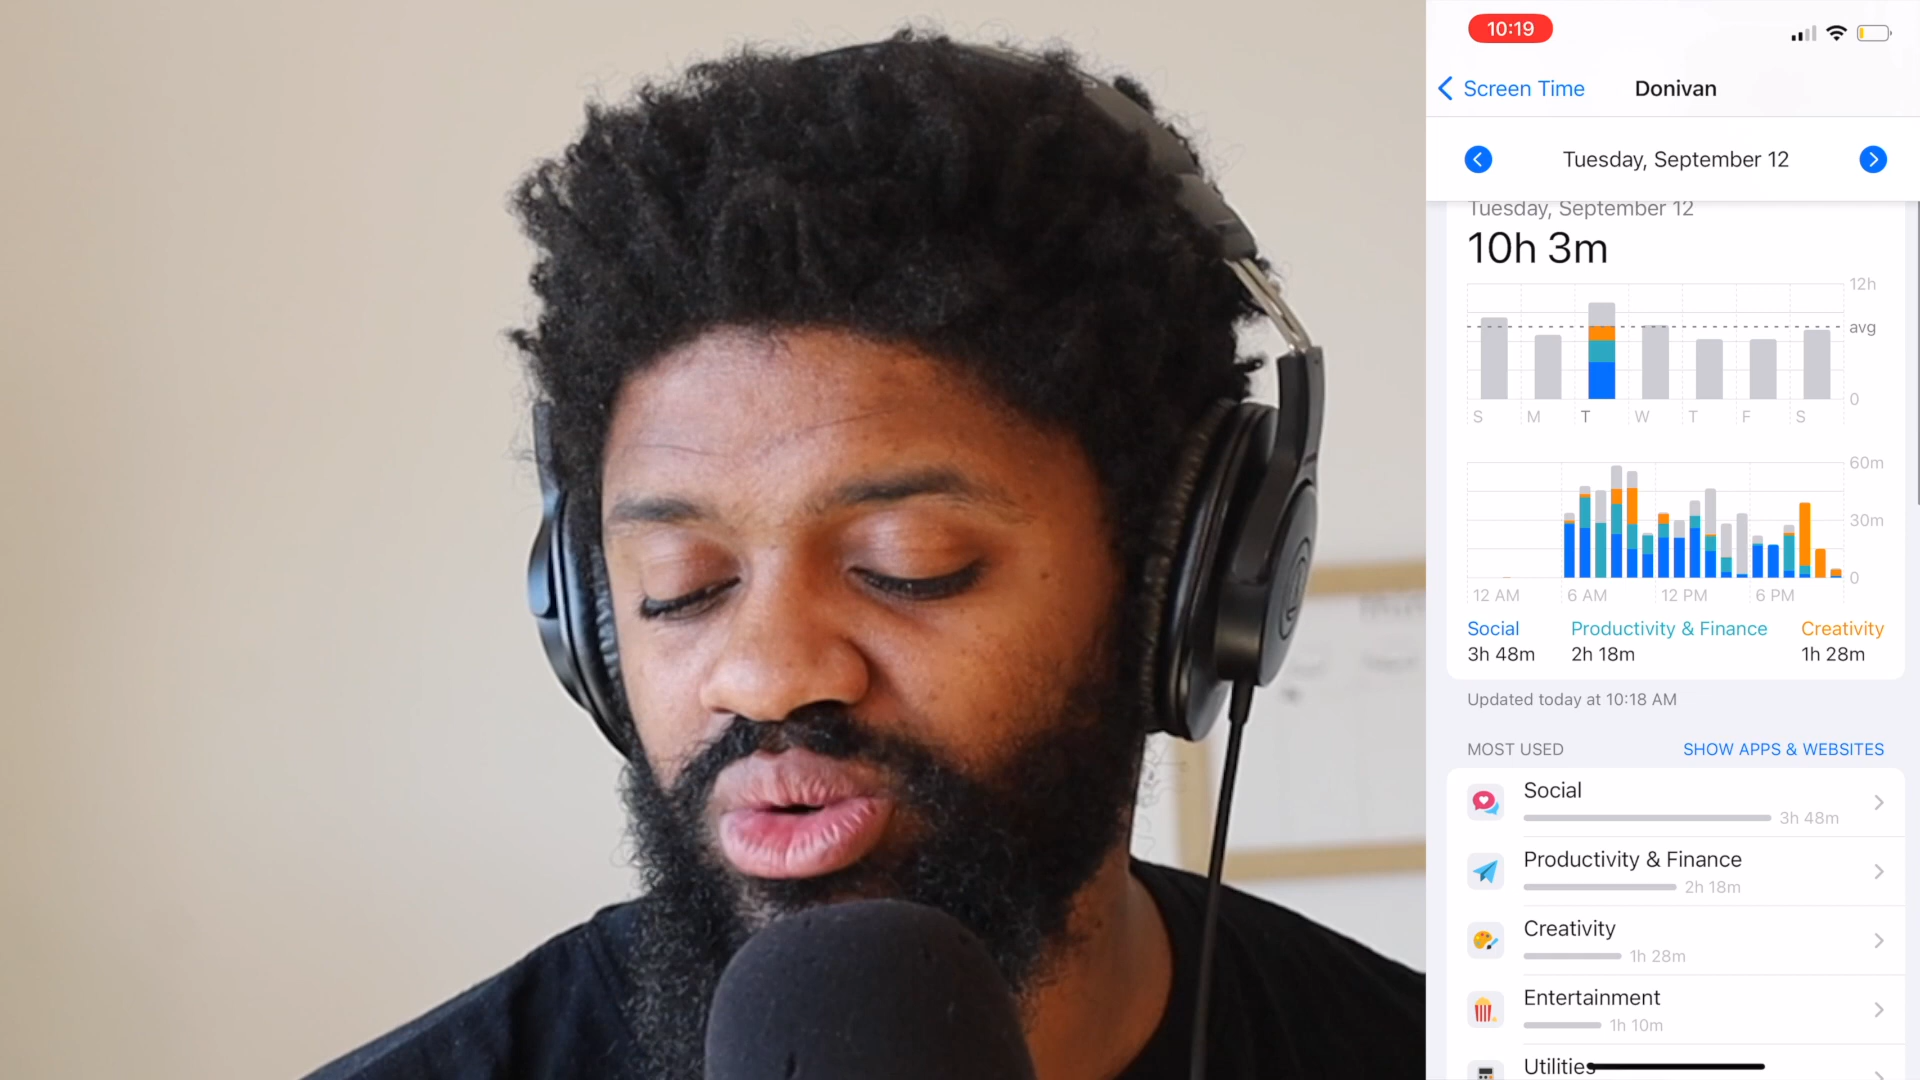 10:19
Screen Time
Donivan
Tuesday, September 12
Tuesday, September 12
10h 3m
12h
avg
0
S M T W T F S
60m
30m
0
12 AM 6 AM 12 PM 6 PM
Social Productivity & Finance Creativity
3h 48m 2h 18m 1h 28m
Updated today at 10:18 AM
MOST USED SHOW APPS & WEBSITES
Social
3h 48m
Productivity & Finance
2h 18m
Creativity
1h 28m
Entertainment
1h 10m
Utilities